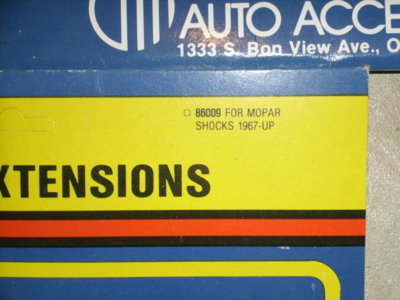 AUTO ACCE
1333 S. Bon View Ave., O
□ 86009 FOR MOPAR
SHOCKS 1967-UP
XTENSIONS